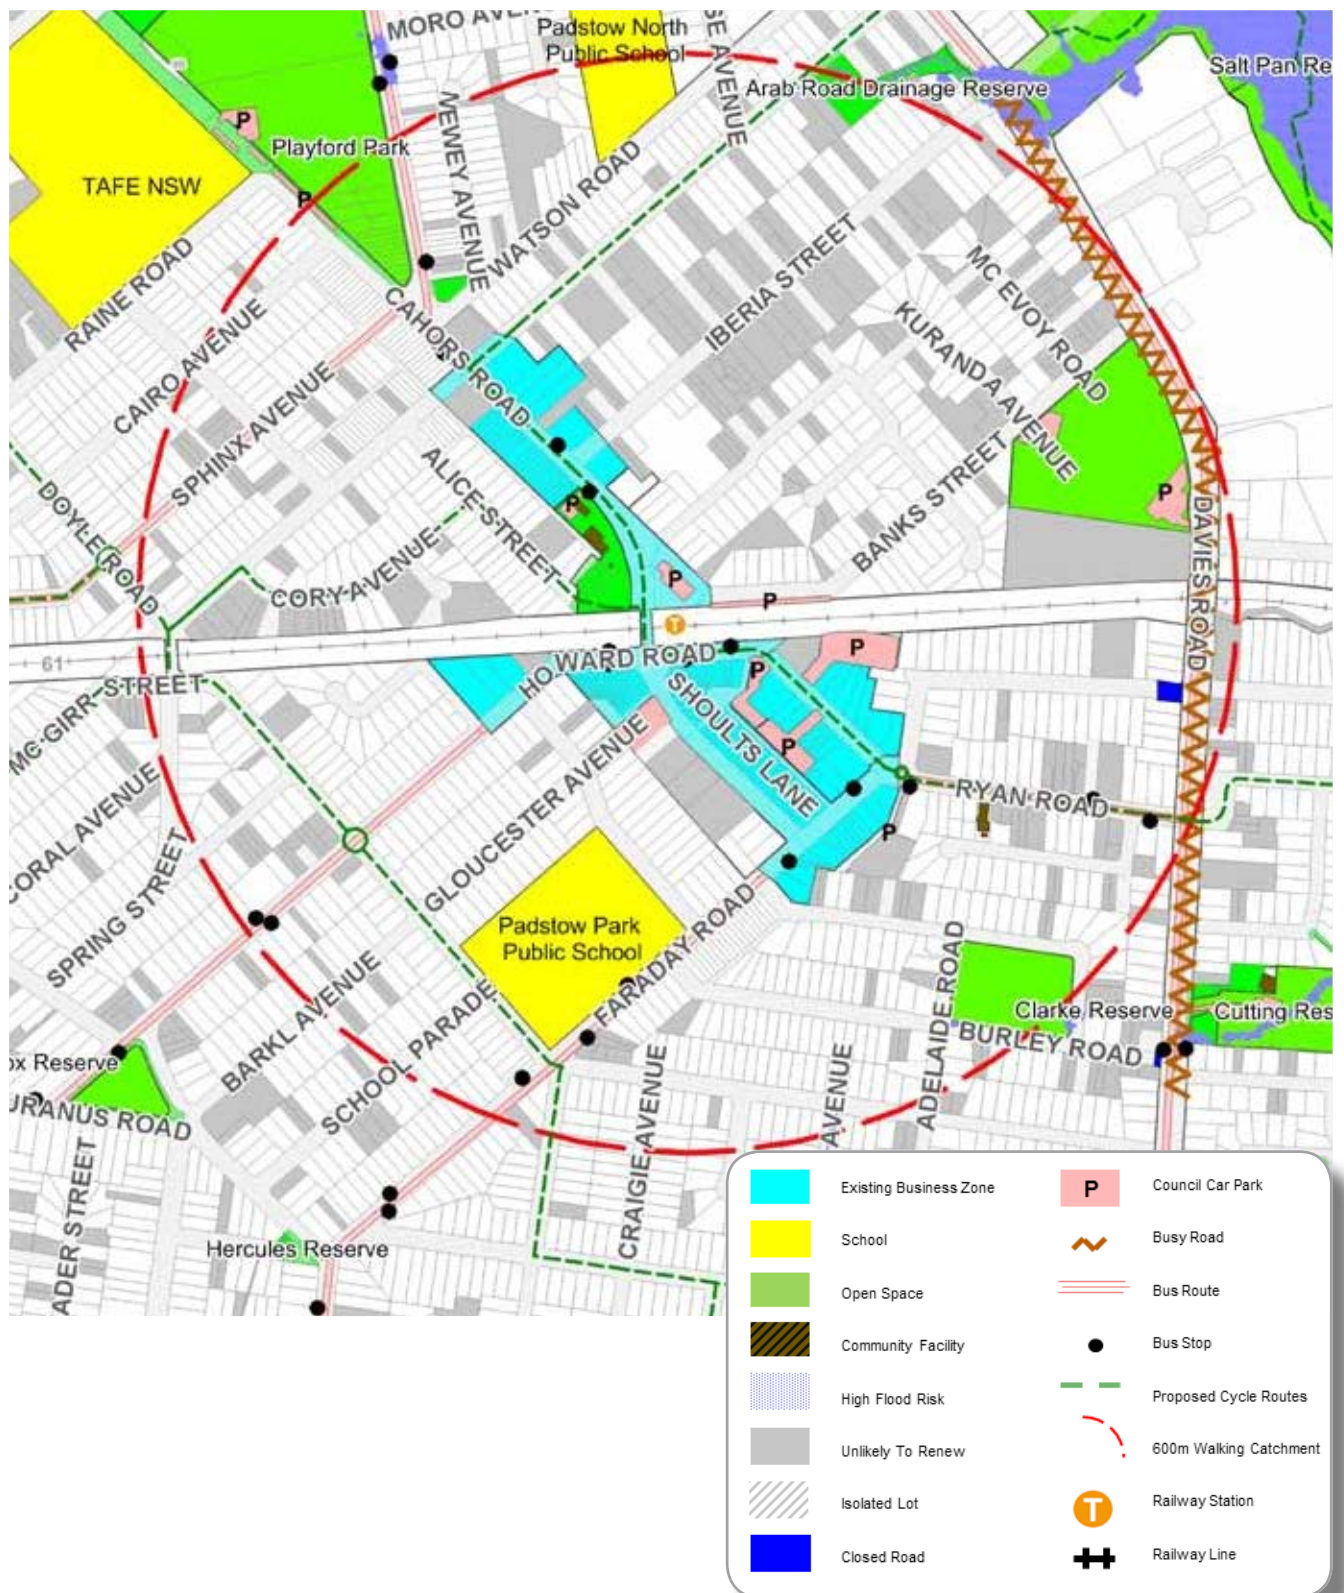 MORO AVEN
Padstow North
Public School
SE AVENUE
Salt Pan Re
Arab Road Drainage Reserve
P
Playford Park
NEWEY AVENUE
TAFE NSW
P
WATSON ROAD
RAINE ROAD
IBERIA STREET
MC EVOY ROAD
CAHORS ROAD
CAIRO AVENUE
KURANDA AVENUE
SPHINX AVENUE
ALICE STREET
BANKS STREET
DOYLE ROAD
P
P
DAVIES ROAD
CORY AVENUE
P
P
T
61
HOWARD ROAD
P
P
STREET
MC GIRR
SHOULTS LANE
GLOUCESTER AVENUE
P
RYAN ROAD
P
CORAL AVENUE
SPRING STREET
Padstow Park
Public School
FARADAY ROAD
ADELAIDE ROAD
BARKL AVENUE
SCHOOL PARADE
Clarke Reserve
Cutting Res
BURLEY ROAD
ox Reserve
URANUS ROAD
CRAIGIE AVENUE
AVENUE
ADER STREET
Hercules Reserve
Existing Business Zone
School
Open Space
Community Facility
High Flood Risk
Unlikely To Renew
Isolated Lot
Closed Road
P
Council Car Park
Busy Road
Bus Route
Bus Stop
Proposed Cycle Routes
600m Walking Catchment
T
Railway Station
Railway Line